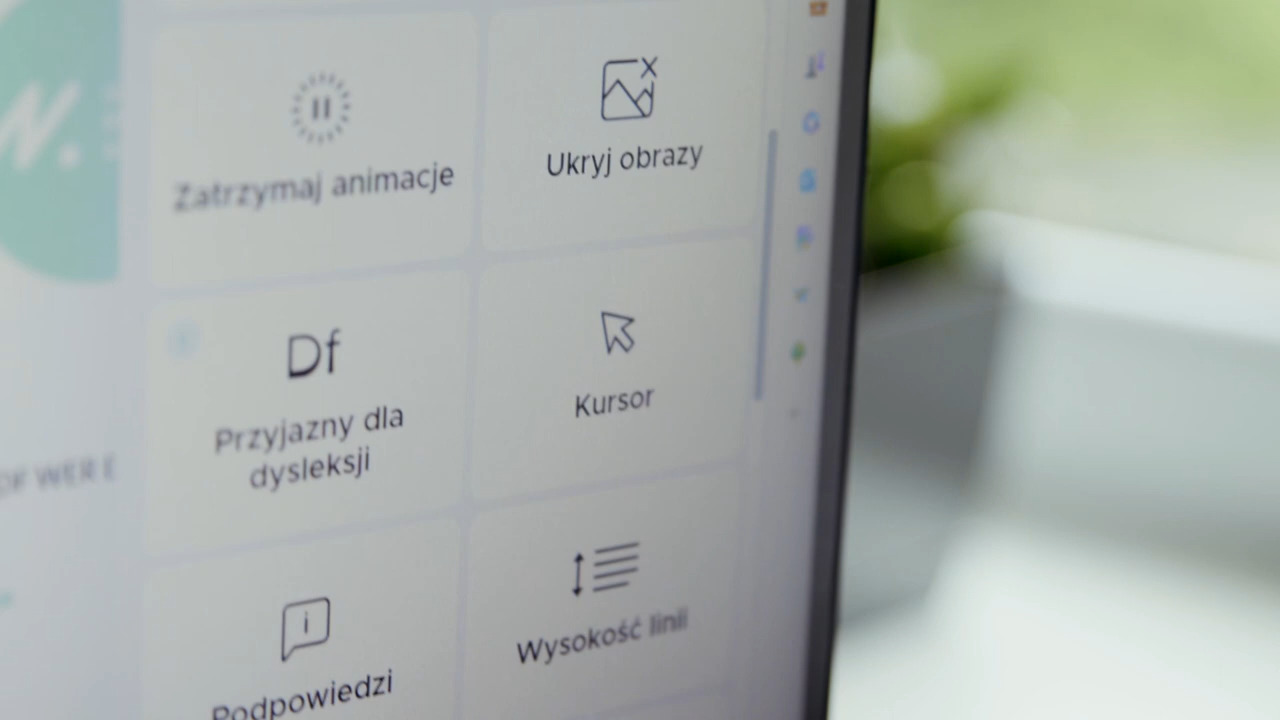 N.
Zatrzymaj animacje
Ukryj obrazy
Df
Przyjazny dla
dysleksji
Kursor
i
Podpowiedzi
Wysokość linii